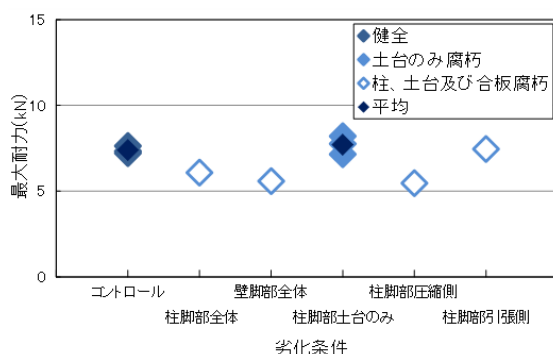 15
10
5
0
最大耐力(kN)
健全
土台のみ腐朽
柱、土台及び合板腐朽
平均
コントロール
壁脚部全体
柱脚部圧縮側
柱脚部全体
柱脚部土台のみ
柱脚部引張側
劣化条件